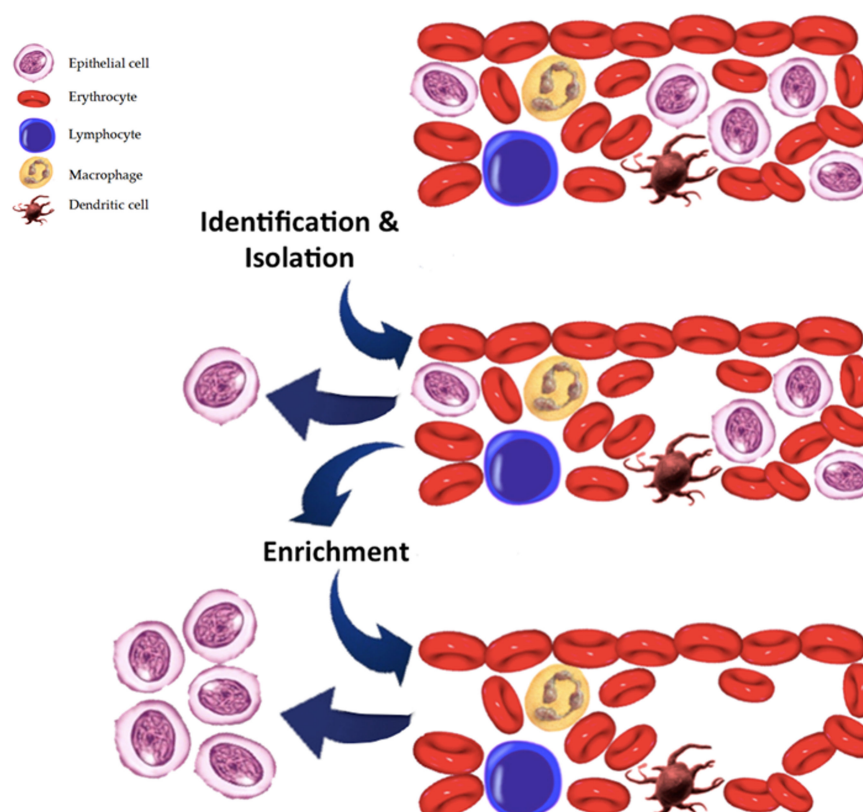 Epithelial cell
Erythrocyte
Lymphocyte
Macrophage
Dendritic cell
Identification &
Isolation
Enrichment